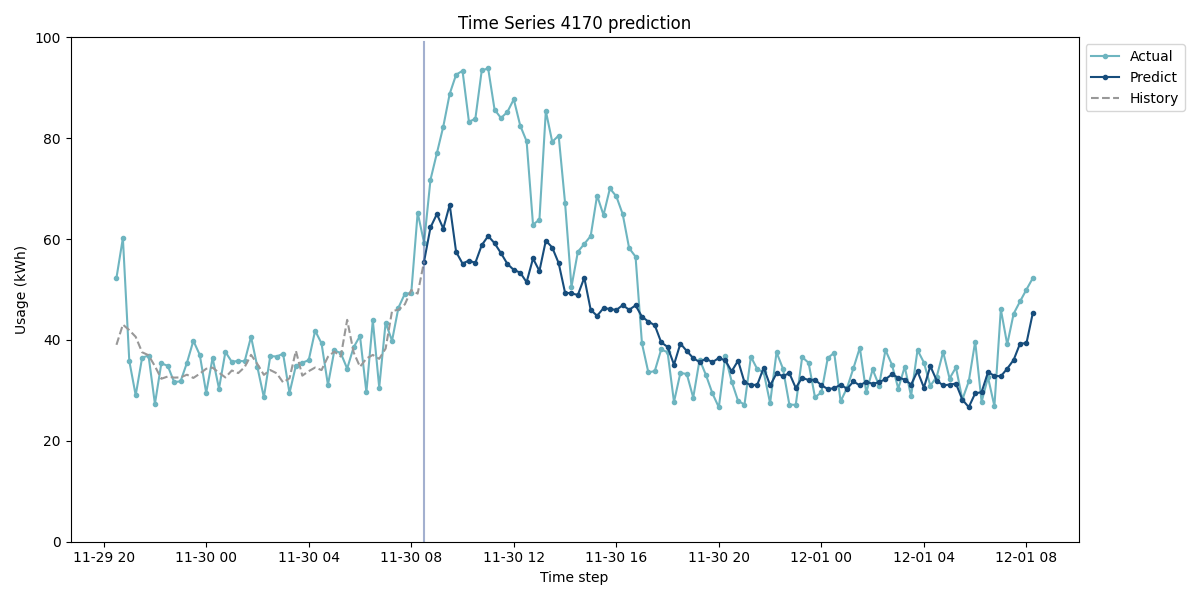 Time Series 4170 prediction
100
80
60
40
20
0
Usage (kWh)
11-29 20
11-30 00
11-30 04
11-30 08
11-30 12
11-30 16
11-30 20
12-01 00
12-01 04
12-01 08
Time step
Actual
Predict
History